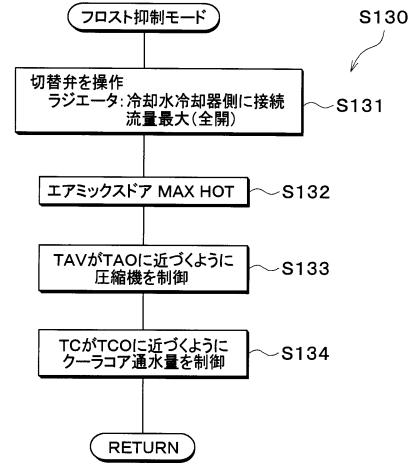 フロスト抑制モード
S130
切替弁を操作
ラジエータ:冷却水冷却器側に接続
流量最大(全開)
S131
エアミックスドア MAX HOT
S132
TAVがTAOに近づくように
圧縮機を制御
S133
TCがTCOに近づくように
クーラコア通水量を制御
S134
RETURN